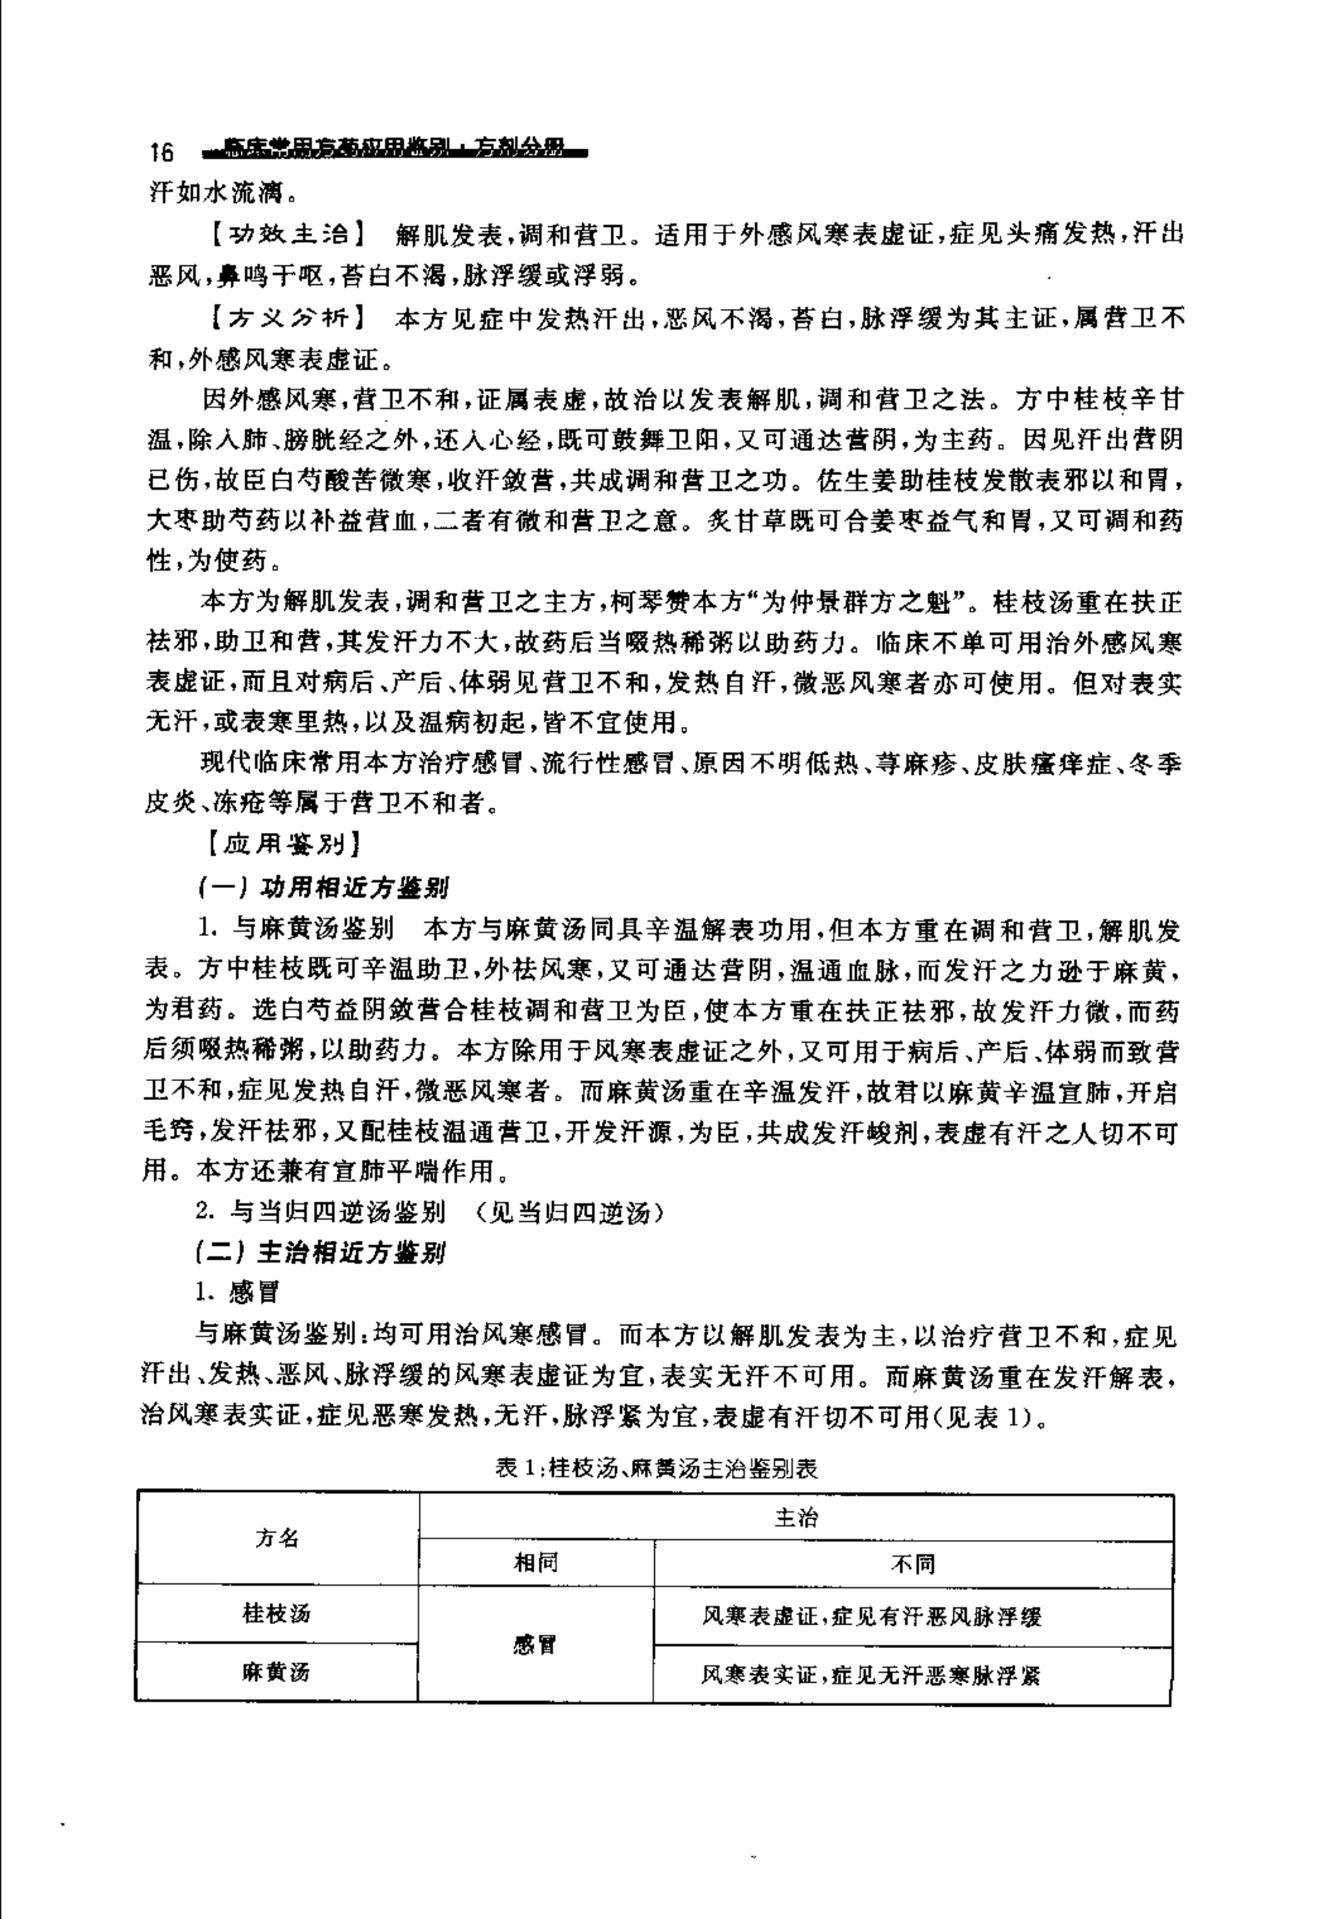 16 临床常用方药应用鉴别·方剂分册
汗如水流漓。
【功效主治】 解肌发表,调和营卫。适用于外感风寒表虚证,症见头痛发热,汗出
恶风,鼻鸣干呕,苔白不渴,脉浮缓或浮弱。
【方义分析】 本方见症中发热汗出,恶风不渴,苔白,脉浮缓为其主证,属营卫不
和,外感风寒表虚证。
因外感风寒,营卫不和,证属表虚,故治以发表解肌,调和营卫之法。方中桂枝辛甘
温,除入肺、膀胱经之外,还入心经,既可鼓舞卫阳,又可通达营阴,为主药。因见汗出营阴
已伤,故臣白芍酸苦微寒,收汗敛营,共成调和营卫之功。佐生姜助桂枝发散表邪以和胃,
大枣助芍药以补益营血,二者有微和营卫之意。炙甘草既可合姜枣益气和胃,又可调和药
性,为使药。
本方为解肌发表,调和营卫之主方,柯琴赞本方“为仲景群方之魁”。桂枝汤重在扶正
祛邪,助卫和营,其发汗力不大,故药后当啜热稀粥以助药力。临床不单可用治外感风寒
表虚证,而且对病后、产后、体弱见营卫不和,发热自汗,微恶风寒者亦可使用。但对表实
无汗,或表寒里热,以及温病初起,皆不宜使用。
现代临床常用本方治疗感冒、流行性感冒、原因不明低热、荨麻疹、皮肤瘙痒症、冬季
皮炎、冻疮等属于营卫不和者。
【应用鉴别】
(一)功用相近方鉴别
1. 与麻黄汤鉴别 本方与麻黄汤同具辛温解表功用,但本方重在调和营卫,解肌发
表。方中桂枝既可辛温助卫,外祛风寒,又可通达营阴,温通血脉,而发汗之力逊于麻黄,
为君药。选白芍益阴敛营合桂枝调和营卫为臣,使本方重在扶正祛邪,故发汗力微,而药
后须啜热稀粥,以助药力。本方除用于风寒表虚证之外,又可用于病后、产后、体弱而致营
卫不和,症见发热自汗,微恶风寒者。而麻黄汤重在辛温发汗,故君以麻黄辛温宣肺,开启
毛窍,发汗祛邪,又配桂枝温通营卫,开发汗源,为臣,共成发汗峻剂,表虚有汗之人切不可
用。本方还兼有宣肺平喘作用。
2. 与当归四逆汤鉴别 (见当归四逆汤)
(二)主治相近方鉴别
1. 感冒
与麻黄汤鉴别:均可用治风寒感冒。而本方以解肌发表为主,以治疗营卫不和,症见
汗出、发热、恶风、脉浮缓的风寒表虚证为宜,表实无汗不可用。而麻黄汤重在发汗解表,
治风寒表实证,症见恶寒发热,无汗,脉浮紧为宜,表虚有汗切不可用(见表1)。
表1:桂枝汤、麻黄汤主治鉴别表
方名
主治
相同
不同
桂枝汤
感冒
风寒表虚证,症见有汗恶风脉浮缓
麻黄汤
风寒表实证,症见无汗恶寒脉浮紧